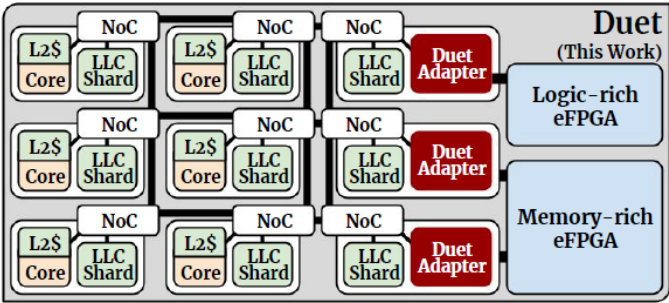 Duet
(This Work)
NoC
L2$
Core
LLC
Shard
NoC
L2$
Core
LLC
Shard
NoC
LLC
Shard
Duet
Adapter
Logic-rich
eFPGA
NoC
L2$
Core
LLC
Shard
NoC
L2$
Core
LLC
Shard
NoC
LLC
Shard
Duet
Adapter
Memory-rich
eFPGA
NoC
L2$
Core
LLC
Shard
NoC
L2$
Core
LLC
Shard
NoC
LLC
Shard
Duet
Adapter